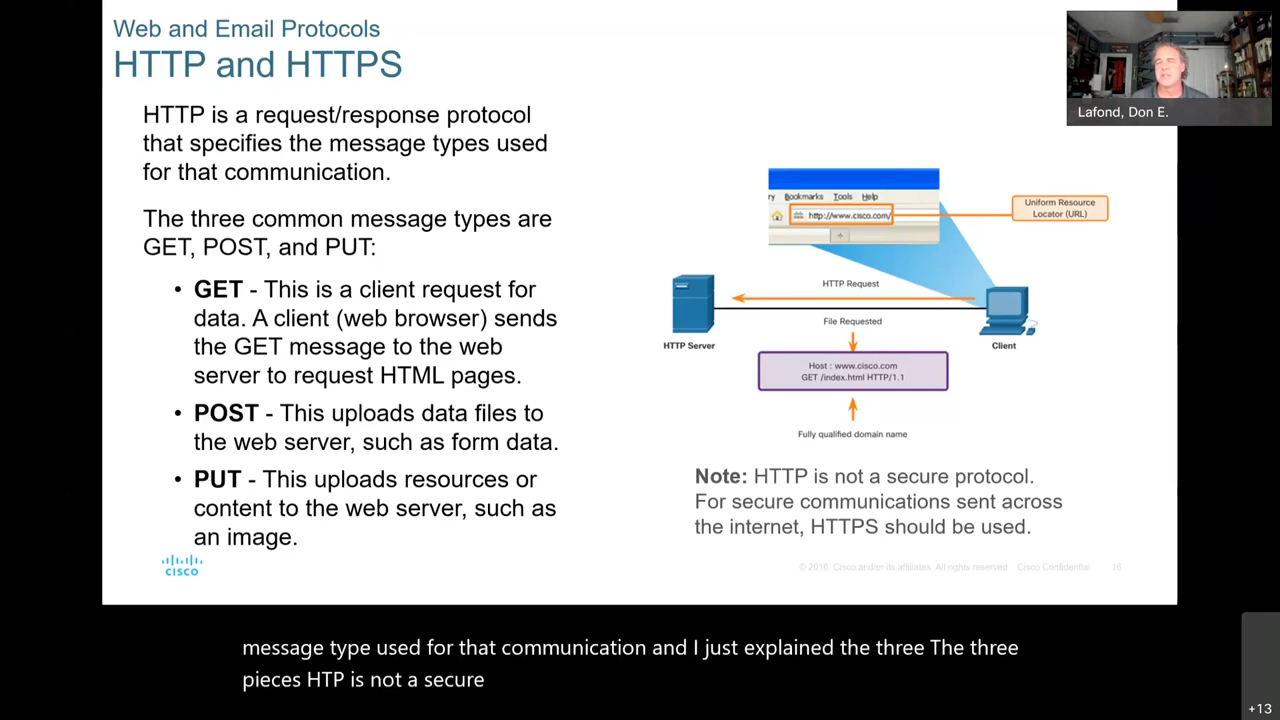 Web and Email Protocols
HTTP and HTTPS
HTTP is a request/response protocol
that specifies the message types used
for that communication.
The three common message types are
GET, POST, and PUT:
• GET - This is a client request for
data. A client (web browser) sends
the GET message to the web
server to request HTML pages.
• POST - This uploads data files to
the web server, such as form data.
• PUT - This uploads resources or
content to the web server, such as
an image.
CISCO
Lafond, Don E.
ry Bookmarks Tools Help
http://www.cisco.com/
Uniform Resource
Locator (URL)
HTTP Request
File Requested
HTTP Server
Client
Host : www.cisco.com
GET /index.html HTTP/1.1
Fully qualified domain name
Note: HTTP is not a secure protocol.
For secure communications sent across
the internet, HTTPS should be used.
© 2016 Cisco and/or its affiliates. All rights reserved. Cisco Confidential 16
message type used for that communication and I just explained the three The three
pieces HTP is not a secure
+13